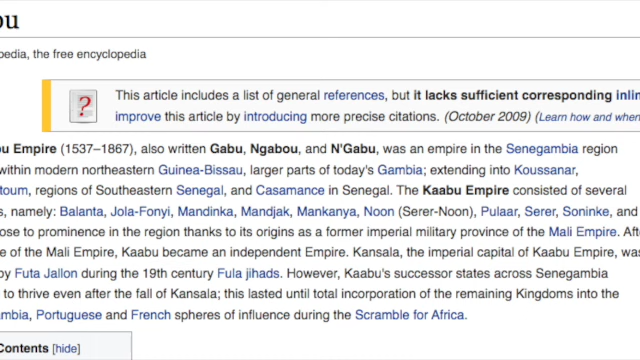 ou
pedia, the free encyclopedia
This article includes a list of general references, but it lacks sufficient corresponding inlin
improve this article by introducing more precise citations. (October 2009) (Learn how and when
ou Empire (1537–1867), also written Gabu, Ngabou, and N'Gabu, was an empire in the Senegambia region
within modern northeastern Guinea-Bissau, larger parts of today's Gambia; extending into Koussanar,
toum, regions of Southeastern Senegal, and Casamance in Senegal. The Kaabu Empire consisted of several
s, namely: Balanta, Jola-Fonyi, Mandinka, Mandjak, Mankanya, Noon (Serer-Noon), Pulaar, Serer, Soninke, and
ose to prominence in the region thanks to its origins as a former imperial military province of the Mali Empire. Afte
e of the Mali Empire, Kaabu became an independent Empire. Kansala, the imperial capital of Kaabu Empire, was
by Futa Jallon during the 19th century Fula jihads. However, Kaabu's successor states across Senegambia
to thrive even after the fall of Kansala; this lasted until total incorporation of the remaining Kingdoms into the
mbia, Portuguese and French spheres of influence during the Scramble for Africa.
Contents [hide]